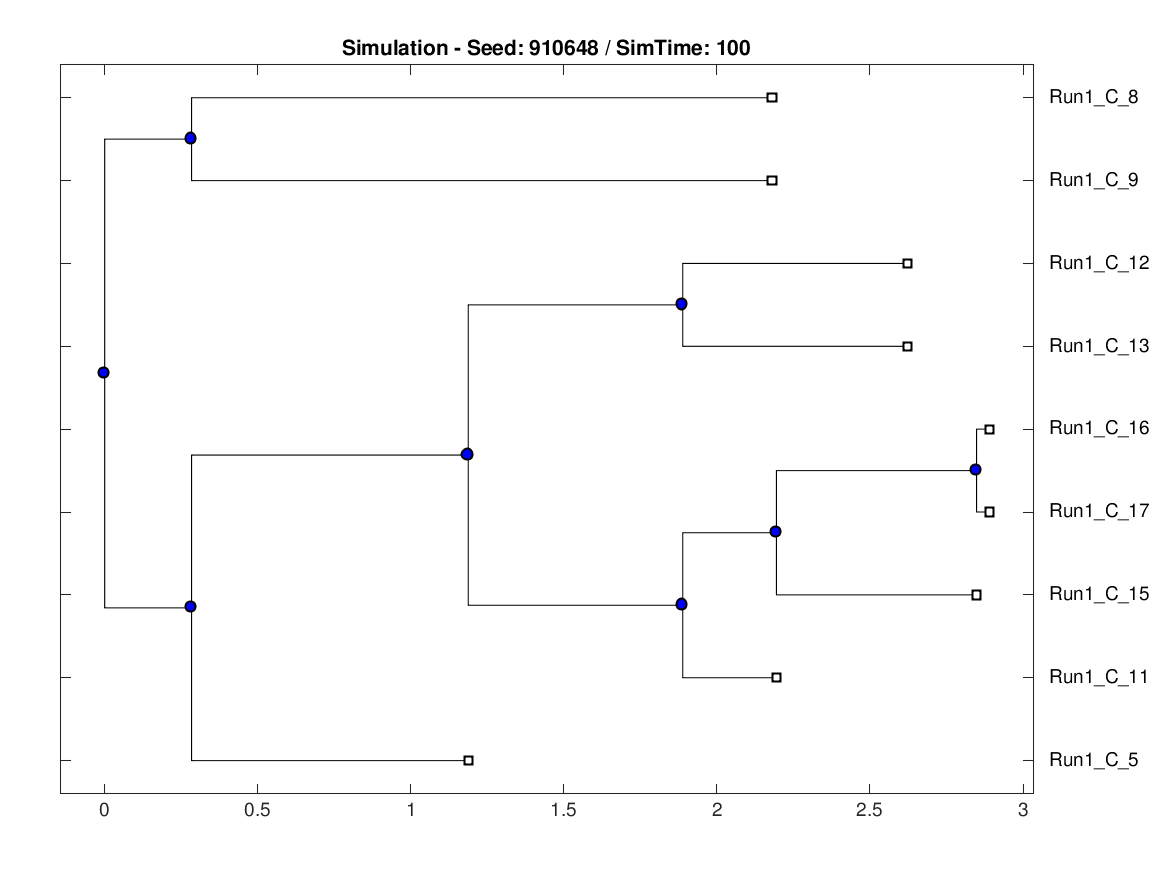 Simulation - Seed: 910648 / SimTime: 100
Run1_C_8
Run1_C_9
Run1_C_12
Run1_C_13
Run1_C_16
Run1_C_17
Run1_C_15
Run1_C_11
Run1_C_5
0 0.5 1 1.5 2 2.5 3